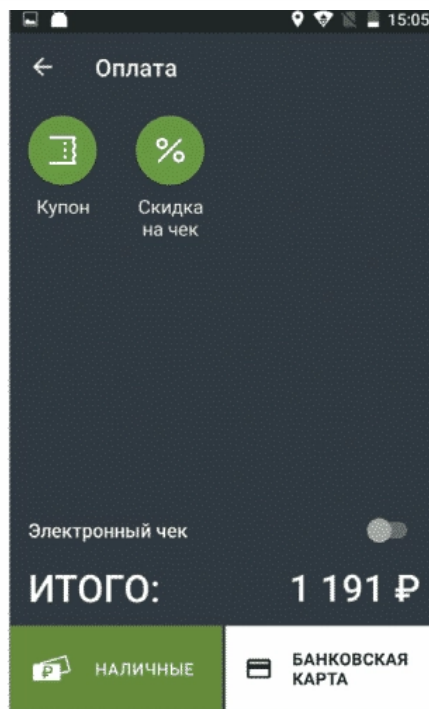 15:05
Оплата
Купон
Скидка
на чек
Электронный чек
ИТОГО:
1 191 ₽
НАЛИЧНЫЕ
БАНКОВСКАЯ
КАРТА